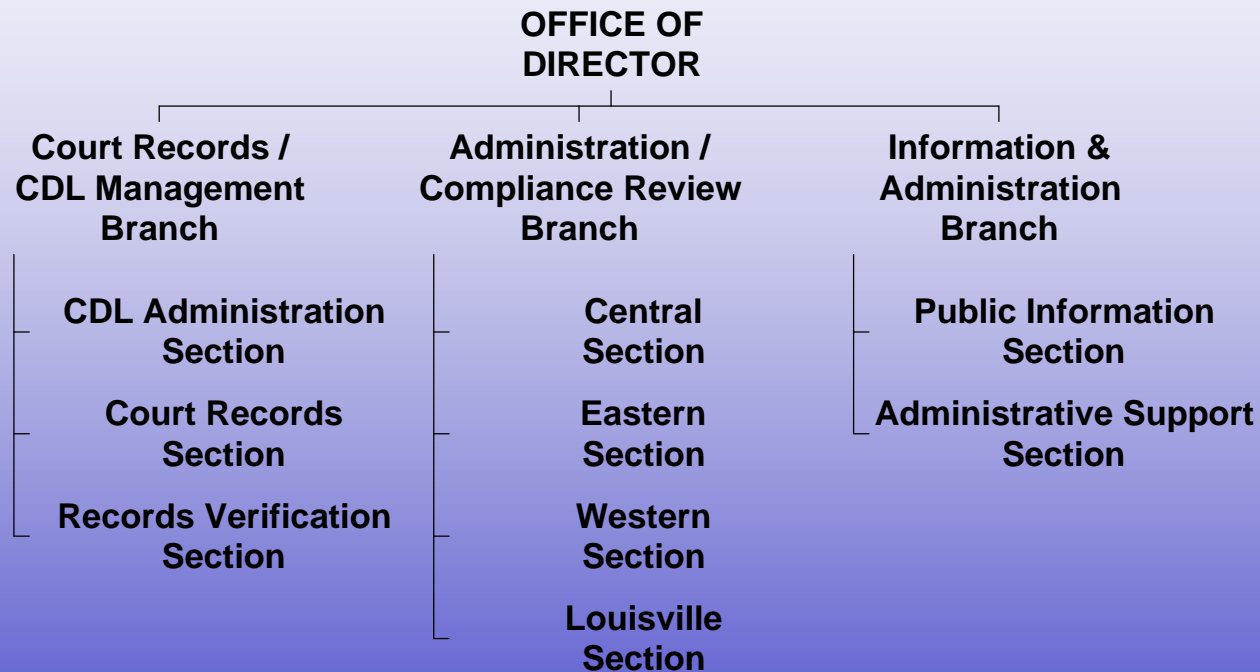 OFFICE OF
DIRECTOR
Court Records /
CDL Management
Branch
CDL Administration
Section
Court Records
Section
Records Verification
Section
Administration /
Compliance Review
Branch
Central
Section
Eastern
Section
Western
Section
Louisville
Section
Information &
Administration
Branch
Public Information
Section
Administrative Support
Section